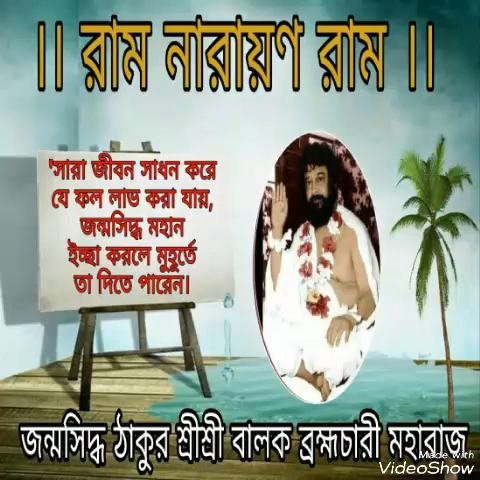 ।। রাম নারায়ণ রাম ।।
'সারা জীবন সাধন করে
যে ফল লাভ করা যায়,
জন্মসিদ্ধ মহান
ইচ্ছা করলে মুহূর্তে
তা দিতে পারেন।
জন্মসিদ্ধ ঠাকুর শ্রীশ্রী বালক ব্রহ্মচারী মহারাজ
Made With
VideoShow